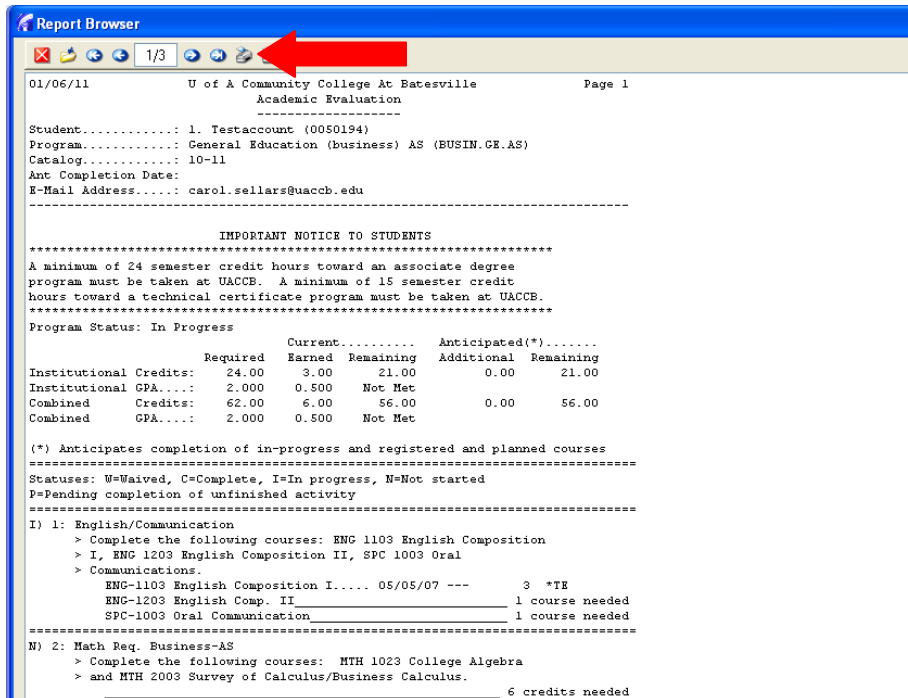 Report Browser
1/3
01/06/11 U of A Community College At Batesville Page 1
Academic Evaluation
-------------------
Student............: 1. Testaccount (0050194)
Program............: General Education (business) AS (BUSIN.GE.AS)
Catalog............: 10-11
Ant Completion Date:
E-Mail Address.....: carol.sellars@uaccb.edu
-------------------------------------------------------------------------------
IMPORTANT NOTICE TO STUDENTS
*********************************************************************
A minimum of 24 semester credit hours toward an associate degree
program must be taken at UACCB. A minimum of 15 semester credit
hours toward a technical certificate program must be taken at UACCB.
*********************************************************************
Program Status: In Progress
Current.......... Anticipated(*).......
Required Earned Remaining Additional Remaining
Institutional Credits: 24.00 3.00 21.00 0.00 21.00
Institutional GPA....: 2.000 0.500 Not Met
Combined Credits: 62.00 6.00 56.00 0.00 56.00
Combined GPA....: 2.000 0.500 Not Met
(*) Anticipates completion of in-progress and registered and planned courses
================================================================================
Statuses: W=Waived, C=Complete, I=In progress, N=Not started
P=Pending completion of unfinished activity
================================================================================
I) 1: English/Communication
> Complete the following courses: ENG 1103 English Composition
> I, ENG 1203 English Composition II, SPC 1003 Oral
> Communications.
ENG-1103 English Composition I..... 05/05/07 --- 3 *TE
ENG-1203 English Comp. II____________________________ 1 course needed
SPC-1003 Oral Communication__________________________ 1 course needed
================================================================================
N) 2: Math Req. Business-AS
> Complete the following courses: MTH 1023 College Algebra
> and MTH 2003 Survey of Calculus/Business Calculus.
____________________________________________________ 6 credits needed